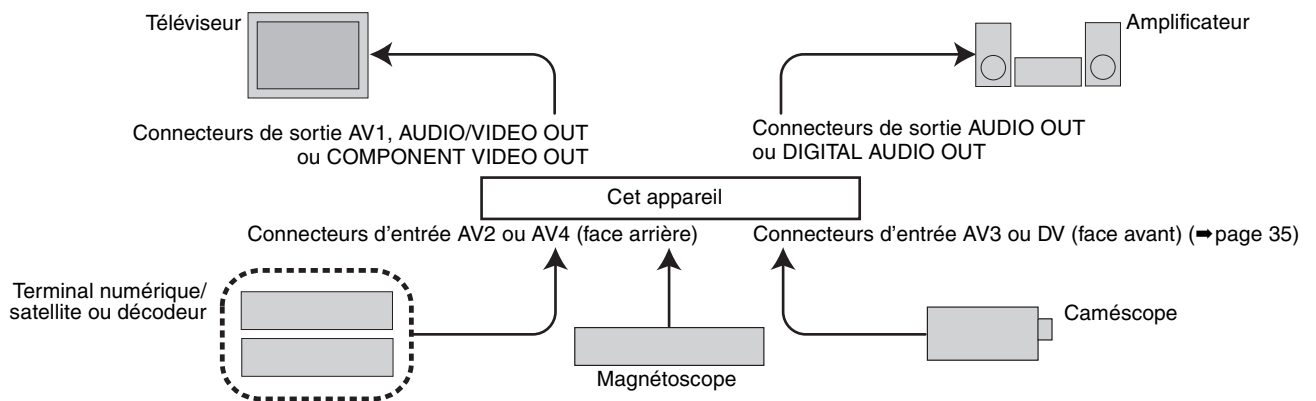 Téléviseur
Amplificateur
Connecteurs de sortie AV1, AUDIO/VIDEO OUT
ou COMPONENT VIDEO OUT
Connecteurs de sortie AUDIO OUT
ou DIGITAL AUDIO OUT
Cet appareil
Connecteurs d'entrée AV2 ou AV4 (face arrière)
Connecteurs d'entrée AV3 ou DV (face avant) (➡page 35)
Terminal numérique/
satellite ou décodeur
Caméscope
Magnétoscope